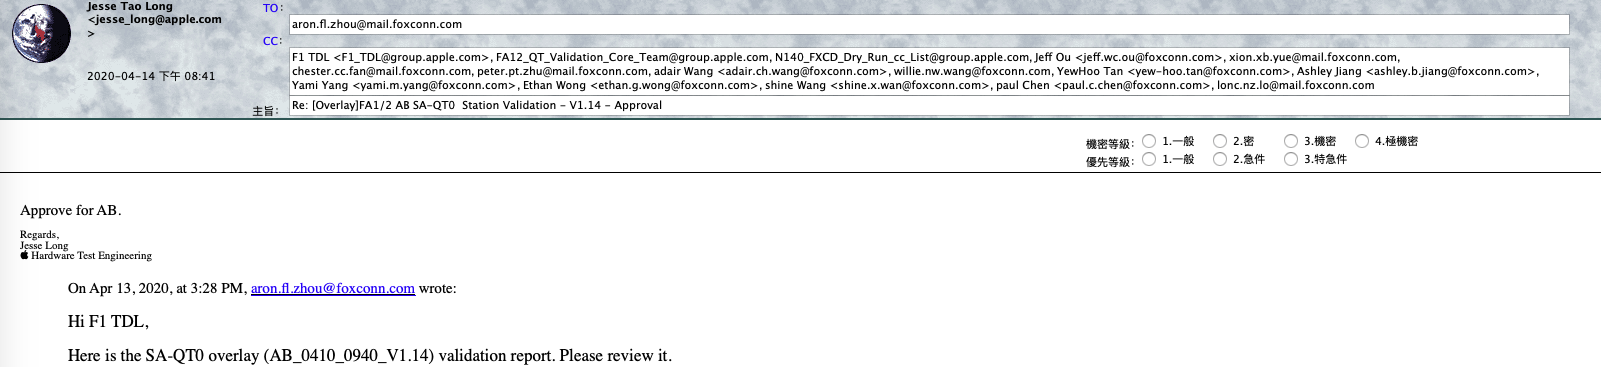 Jesse Tao Long
<jesse_long@apple.com
>
2020-04-14 下午 08:41
TO:
aron.fl.zhou@mail.foxconn.com
CC:
F1 TDL <F1_TDL@group.apple.com>, FA12_QT_Validation_Core_Team@group.apple.com, N140_FXCD_Dry_Run_cc_List@group.apple.com, Jeff Ou <jeff.wc.ou@foxconn.com>, xion.xb.yue@mail.foxconn.com,
chester.cc.fan@mail.foxconn.com, peter.pt.zhu@mail.foxconn.com, adair Wang <adair.ch.wang@foxconn.com>, willie.nw.wang@foxconn.com, YewHoo Tan <yew-hoo.tan@foxconn.com>, Ashley Jiang <ashley.b.jiang@foxconn.com>,
Yami Yang <yami.m.yang@foxconn.com>, Ethan Wong <ethan.g.wong@foxconn.com>, shine Wang <shine.x.wan@foxconn.com>, paul Chen <paul.c.chen@foxconn.com>, lonc.nz.lo@mail.foxconn.com
主旨:
Re: [Overlay]FA1/2 AB SA-QT0 Station Validation - V1.14 - Approval
機密等級: 1.一般 2.密 3.機密 4.極機密
優先等級: 1.一般 2.急件 3.特急件
Approve for AB.
Regards,
Jesse Long
Hardware Test Engineering
On Apr 13, 2020, at 3:28 PM, aron.fl.zhou@foxconn.com wrote:
Hi F1 TDL,
Here is the SA-QT0 overlay (AB_0410_0940_V1.14) validation report. Please review it.